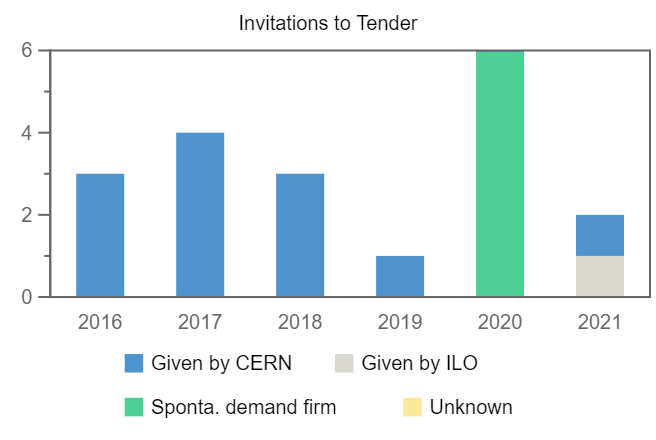 Invitations to Tender
6
4
2
0
2016 2017 2018 2019 2020 2021
Given by CERN Given by ILO
Sponta. demand firm Unknown